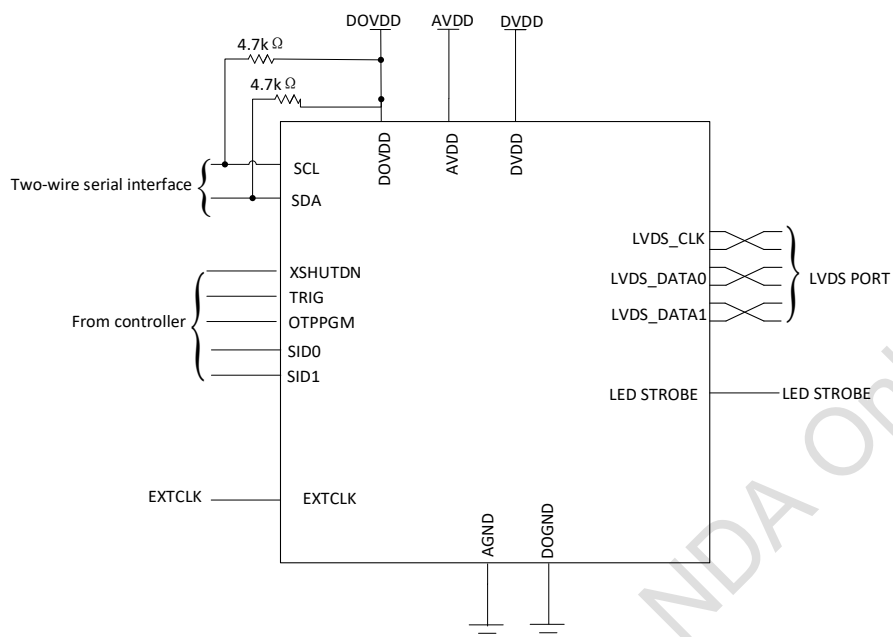 DOVDD AVDD DVDD
4.7kΩ
4.7kΩ
DOVDD
AVDD
DVDD
Two-wire serial interface
SCL
SDA
LVDS_CLK
LVDS_DATA0
LVDS_DATA1
LVDS PORT
From controller
XSHUTDN
TRIG
OTPPGM
SID0
SID1
LED STROBE LED STROBE
EXTCLK EXTCLK
AGND
DOGND
NDA